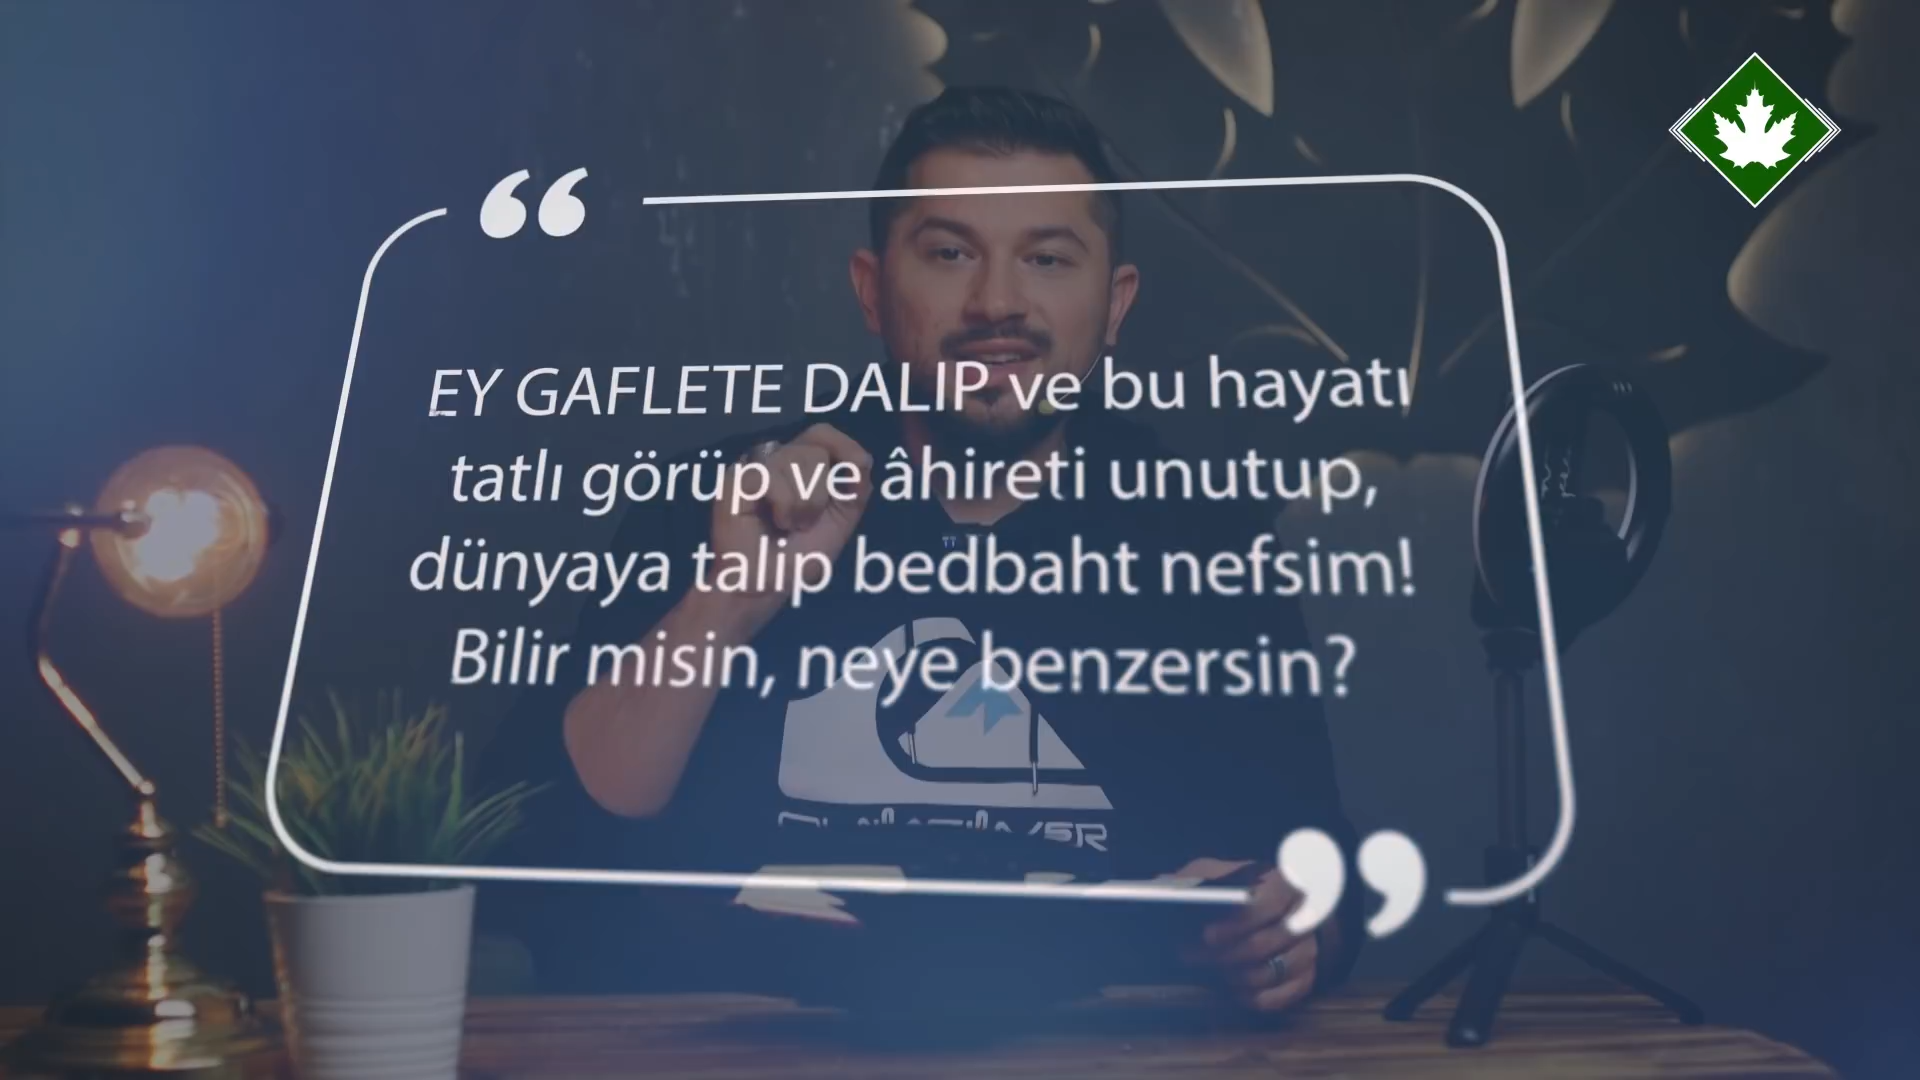 EY GAFLETE DALIP ve bu hayatı
tatlı görüp ve âhireti unutup,
dünyaya talip bedbaht nefsim!
Bilir misin, neye benzersin?